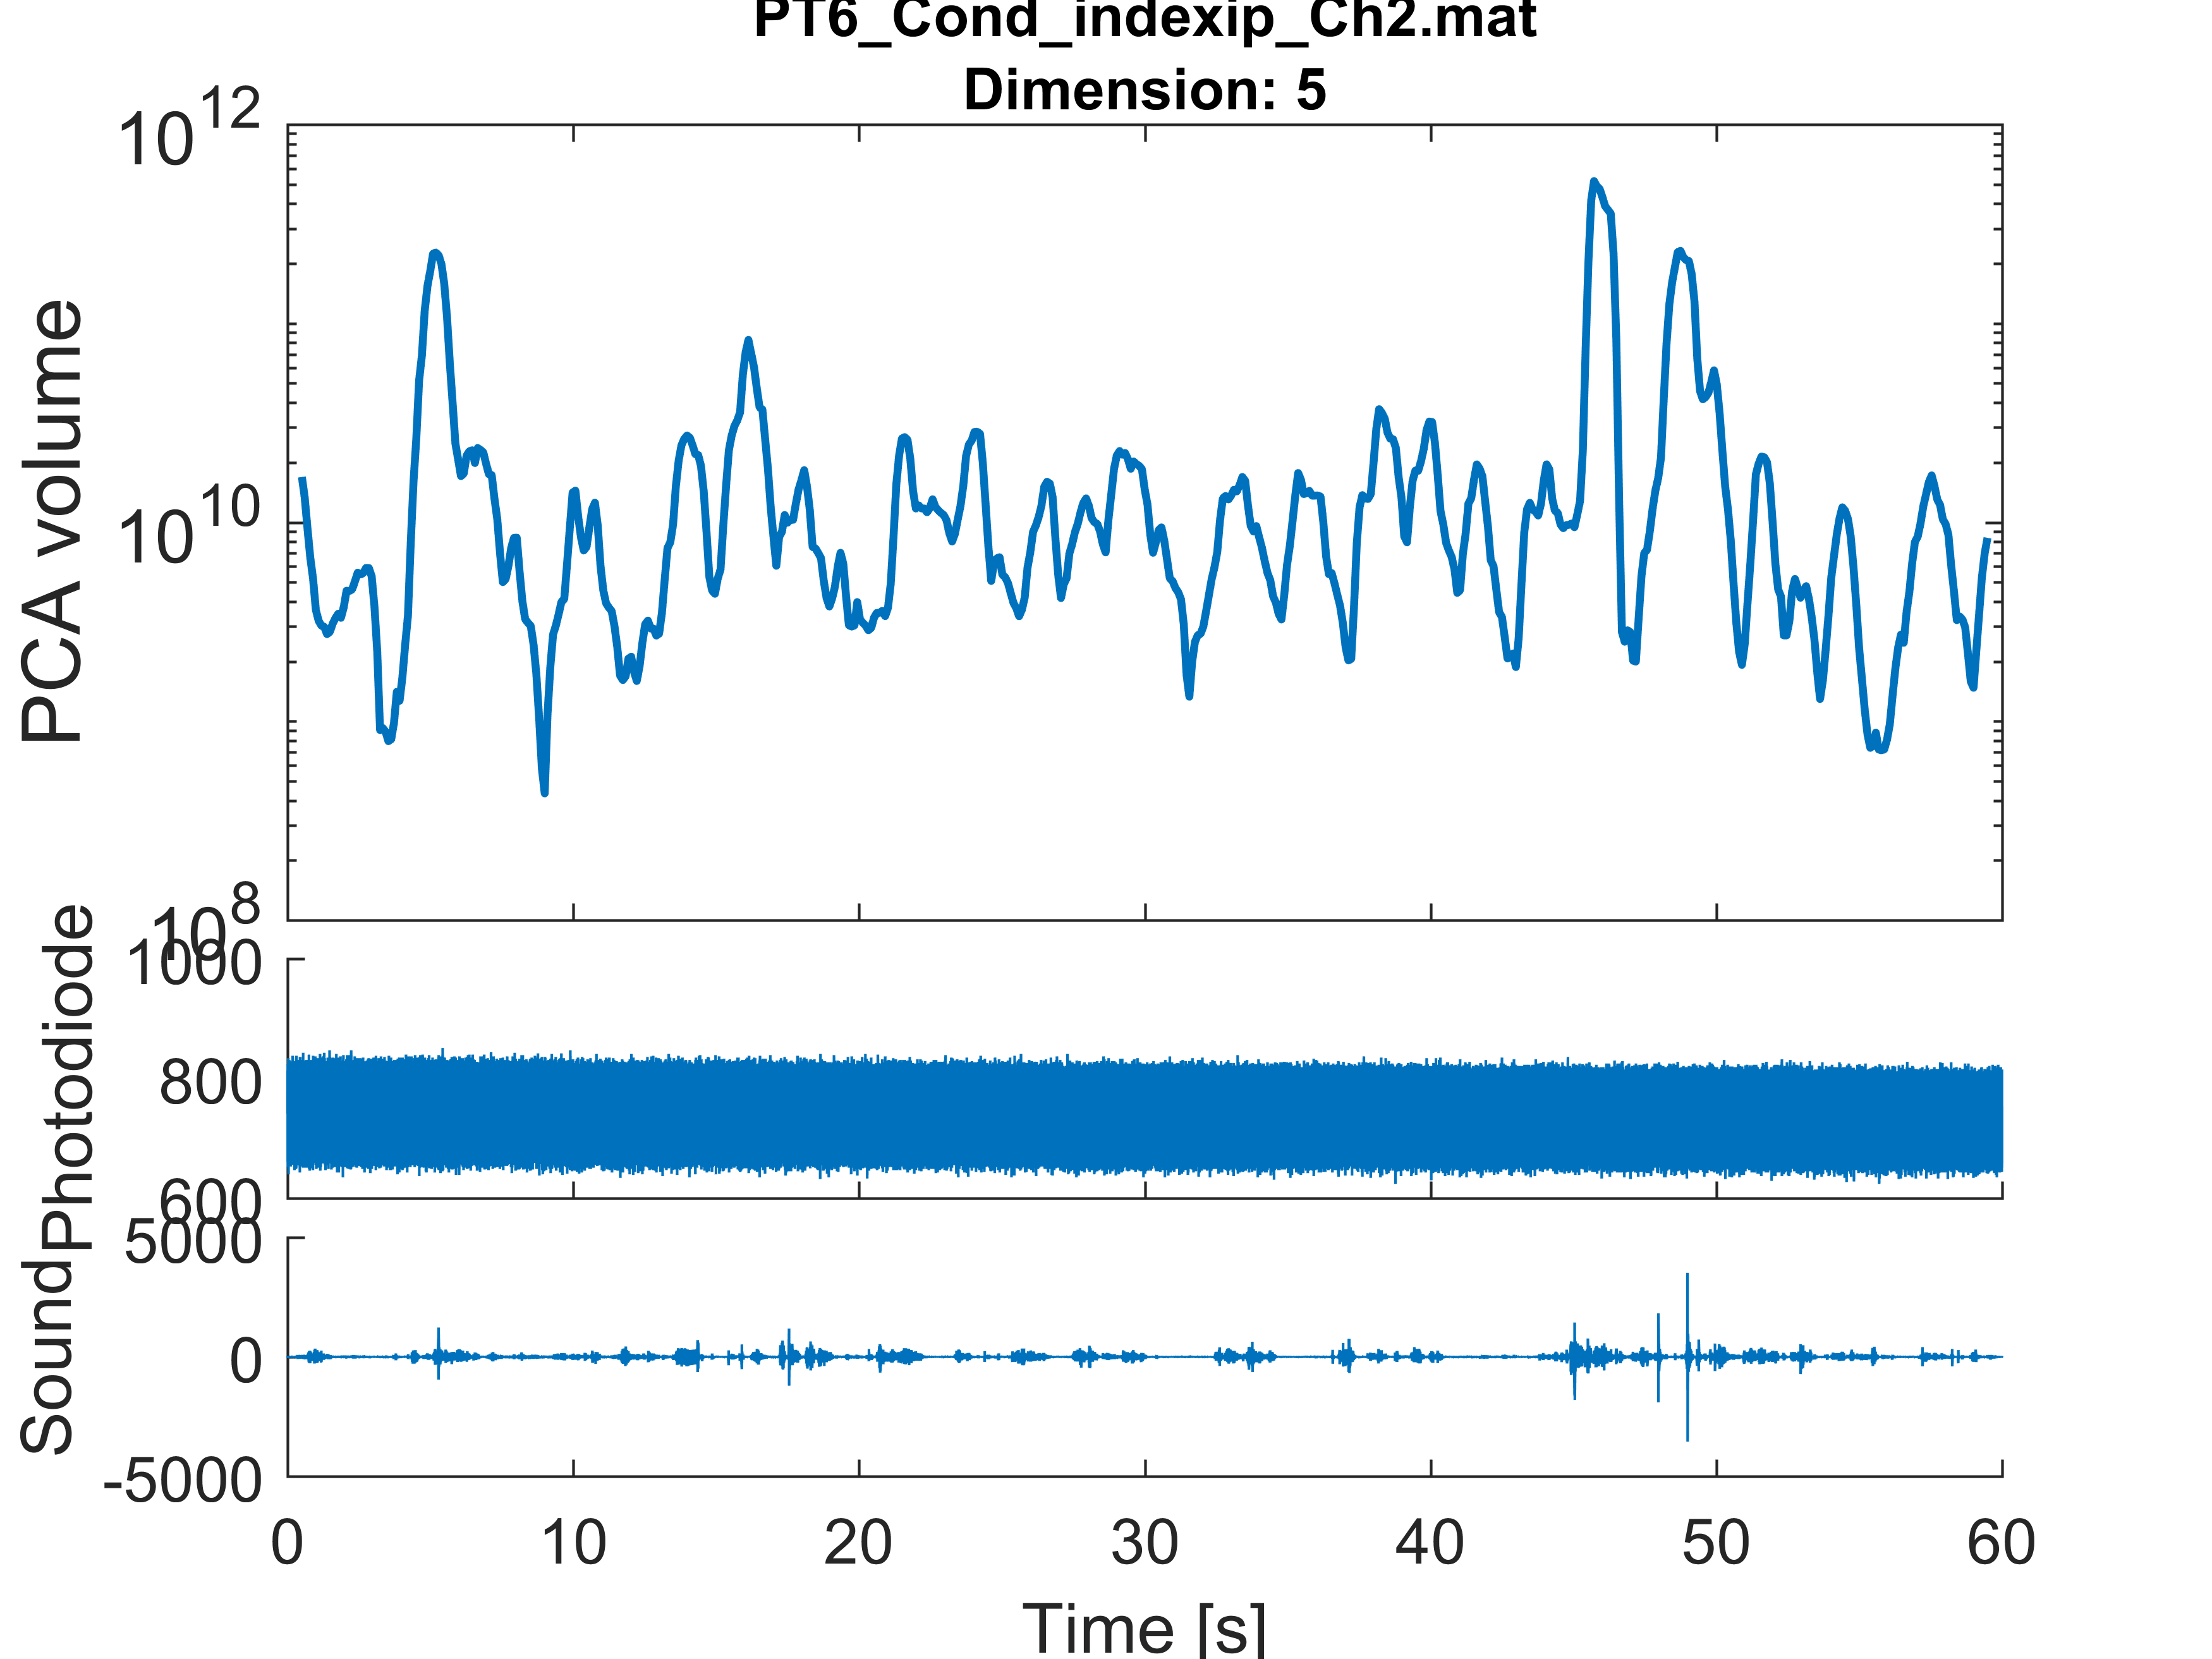 PT6_Cond_indexip_Ch2.mat
Dimension: 5
PCA volume
10^12
10^10
10^8
Photodiode
1000
800
600
Sound
5000
0
-5000
0 10 20 30 40 50 60
Time [s]